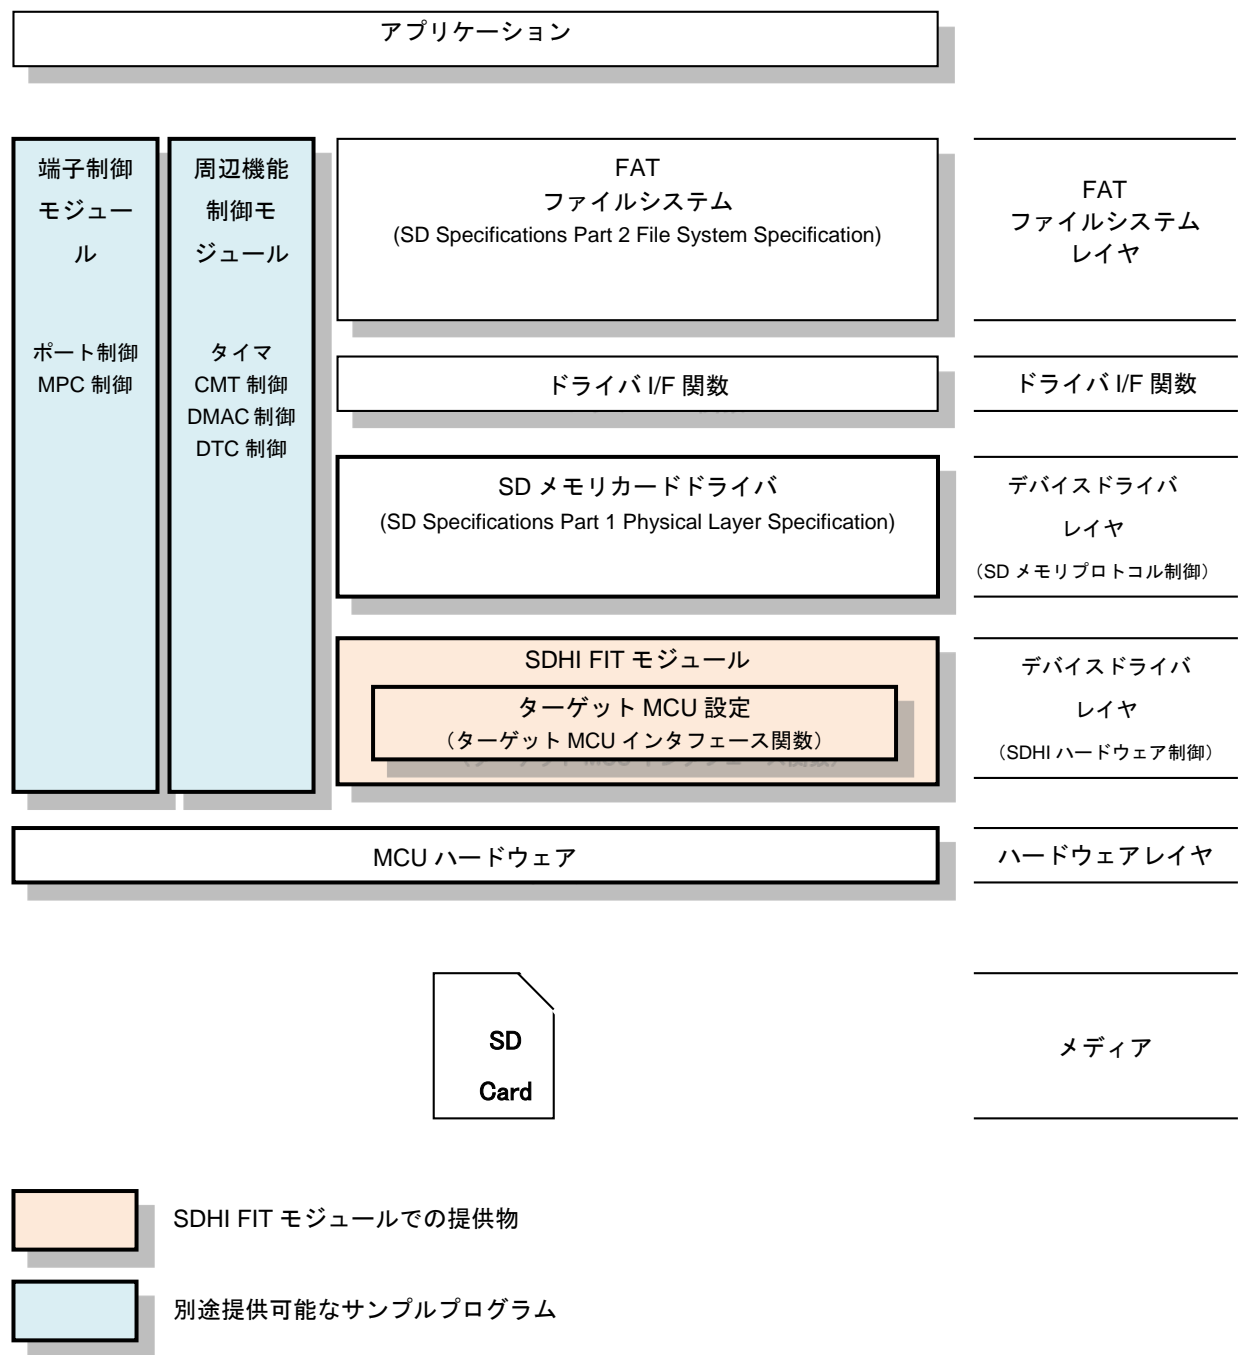 アプリケーション
端子制御
モジュー
ル
ポート制御
MPC 制御
周辺機能
制御モ
ジュール
タイマ
CMT 制御
DMAC 制御
DTC 制御
FAT
ファイルシステム
(SD Specifications Part 2 File System Specification)
FAT
ファイルシステム
レイヤ
ドライバ I/F 関数
ドライバ I/F 関数
SD メモリカードドライバ
(SD Specifications Part 1 Physical Layer Specification)
デバイスドライバ
レイヤ
（SD メモリプロトコル制御）
SDHI FIT モジュール
ターゲット MCU 設定
（ターゲット MCU インタフェース関数）
デバイスドライバ
レイヤ
（SDHI ハードウェア制御）
MCU ハードウェア
ハードウェアレイヤ
SD
Card
メディア
SDHI FIT モジュールでの提供物
別途提供可能なサンプルプログラム